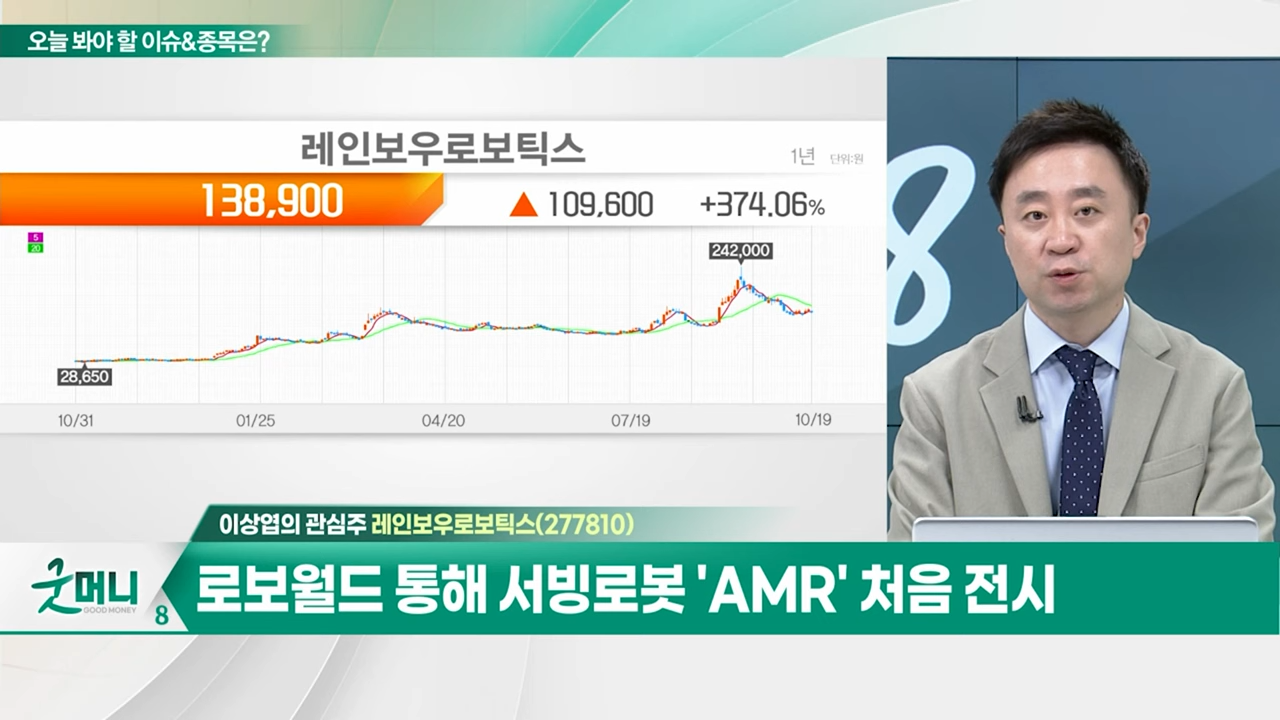 오늘 봐야 할 이슈&종목은?
레인보우로보틱스
1년 단위:원
138,900 ▲ 109,600 +374.06%
5
20
242,000
28,650
10/31 01/25 04/20 07/19 10/19
8
이상엽의 관심주 레인보우로보틱스(277810)
로보월드 통해 서빙로봇 'AMR' 처음 전시
굿머니
GOOD MONEY
8